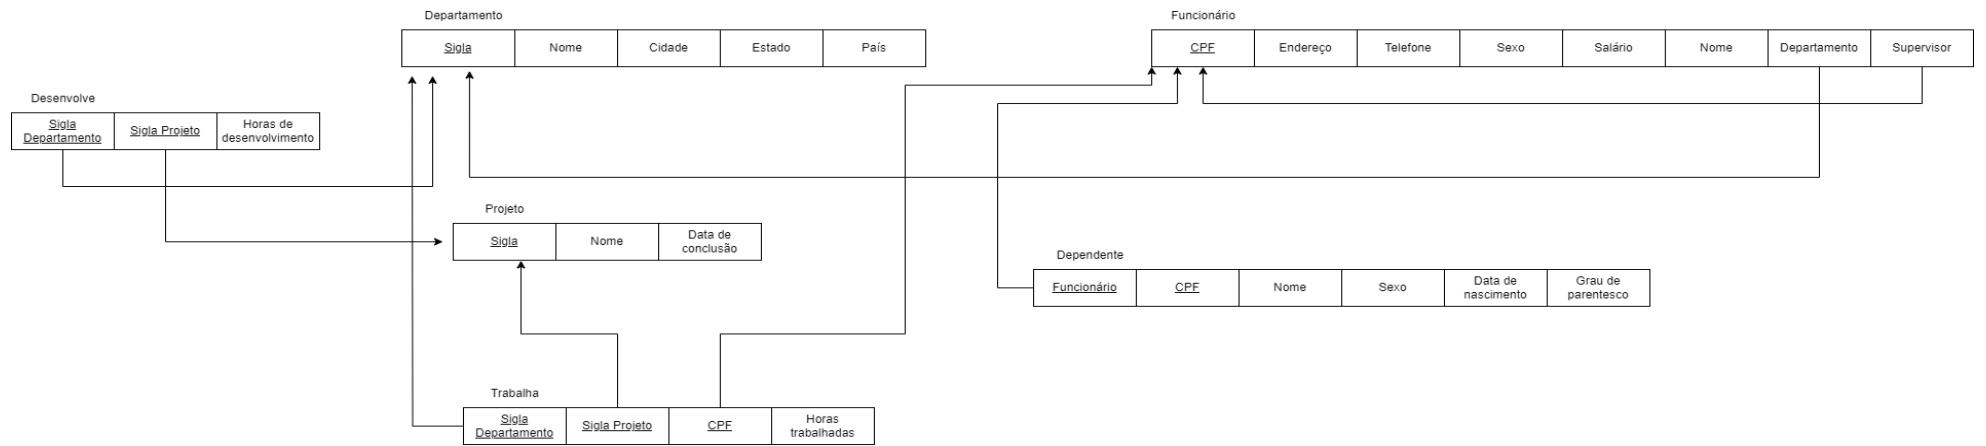 Departamento
Sigla Nome Cidade Estado País
Funcionário
CPF Endereço Telefone Sexo Salário Nome Departamento Supervisor
Desenvolve
Sigla
Departamento
Sigla Projeto
Horas de
desenvolvimento
Projeto
Sigla
Nome
Data de
conclusão
Dependente
Funcionário
CPF
Nome
Sexo
Data de
nascimento
Grau de
parentesco
Trabalha
Sigla
Departamento
Sigla Projeto
CPF
Horas
trabalhadas